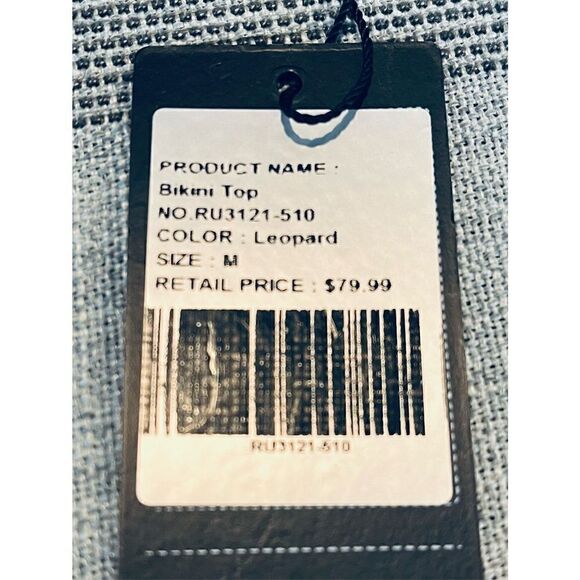 PRODUCT NAME :
Bikini Top
NO.RU3121-510
COLOR : Leopard
SIZE : M
RETAIL PRICE : $79.99
RU3121-510